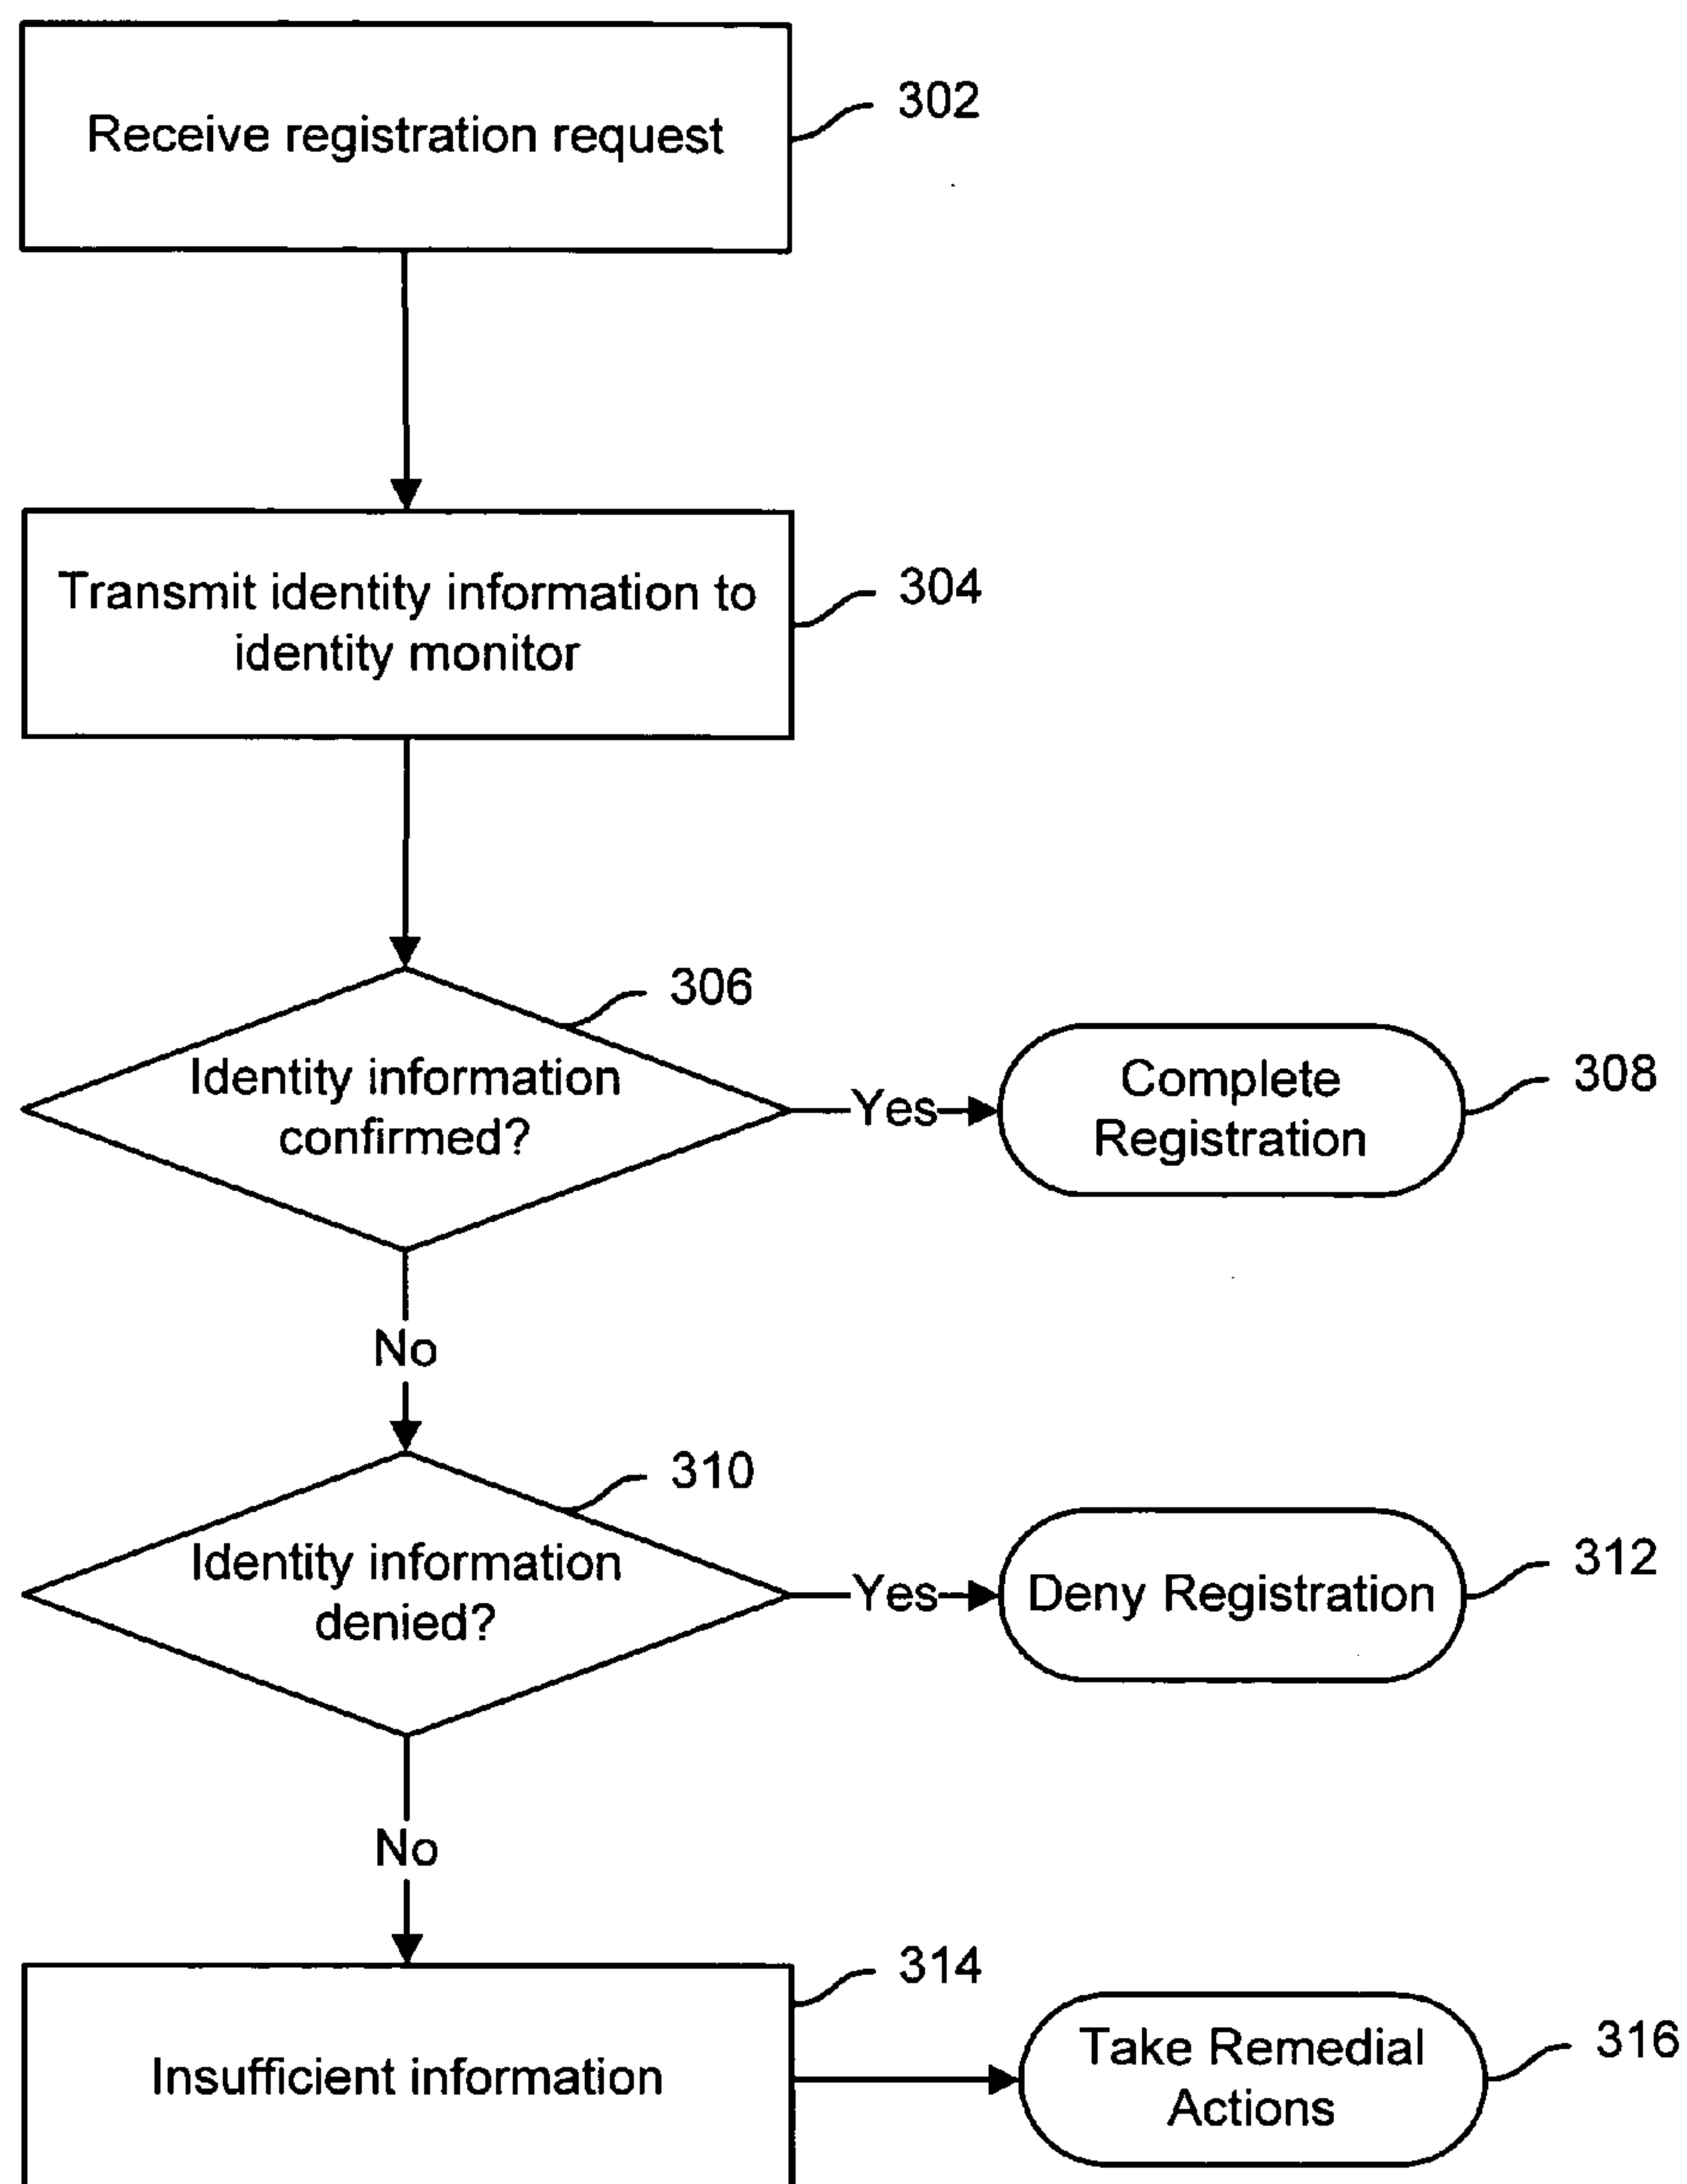 Receive registration request
302
Transmit identity information to
identity monitor
304
306
Identity information
confirmed?
Yes
Complete
Registration
308
No
310
Identity information
denied?
Yes
Deny Registration
312
No
314
Insufficient information
Take Remedial
Actions
316